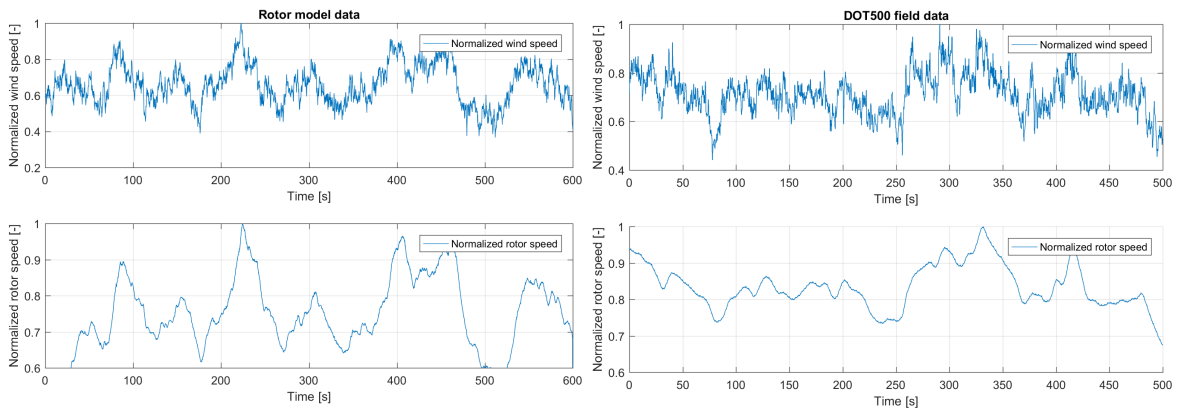 Rotor model data
Normalized wind speed [-]
1
0.8
0.6
0.4
0.2
Normalized wind speed
0 100 200 300 400 500 600
Time [s]
DOT500 field data
Normalized wind speed [-]
1
0.8
0.6
0.4
Normalized wind speed
0 50 100 150 200 250 300 350 400 450 500
Time [s]
Normalized rotor speed [-]
1
0.9
0.8
0.7
0.6
Normalized rotor speed
0 100 200 300 400 500 600
Time [s]
Normalized rotor speed [-]
1
0.9
0.8
0.7
0.6
Normalized rotor speed
0 50 100 150 200 250 300 350 400 450 500
Time [s]